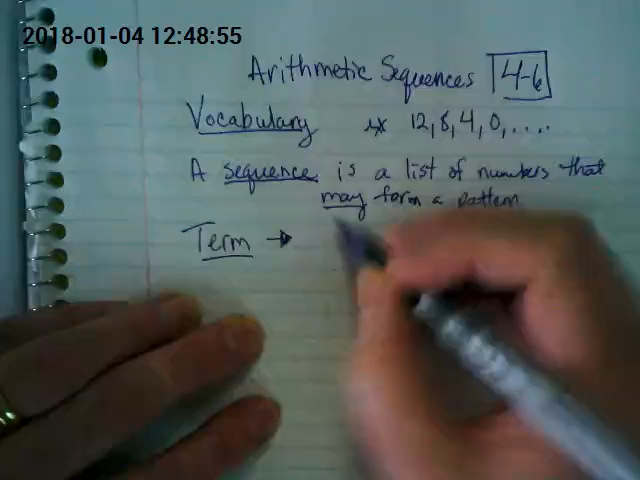 2018-01-04 12:48:55
Arithmetic Sequences 4-6
Vocabulary ** 12, 8, 4, 0, ....
A sequence is a list of numbers that
may form a pattern
Term →